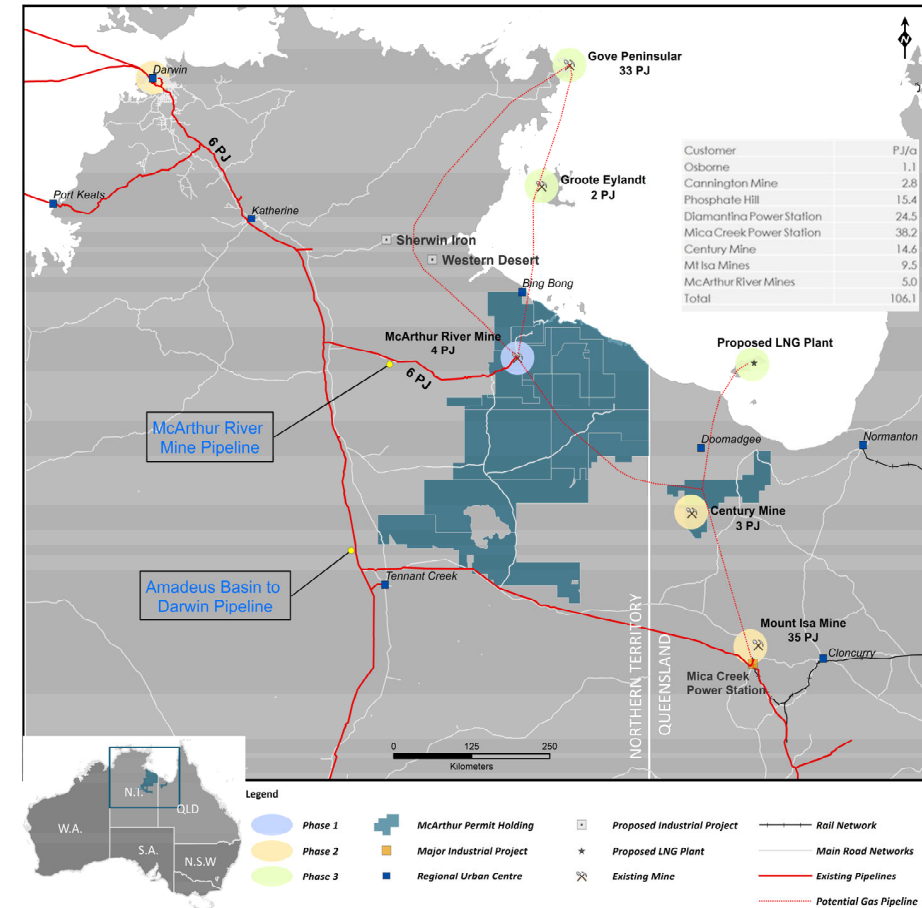 N
Darwin
Gove Peninsular
33 PJ
6 PJ
Customer PJ/a
Osborne 1.1
Cannington Mine 2.8
Phosphate Hill 15.4
Diamantina Power Station 24.5
Mica Creek Power Station 38.2
Century Mine 14.6
Mt Isa Mines 9.5
McArthur River Mines 5.0
Total 106.1
Groote Eylandt
2 PJ
Port Keats
Katherine
Sherwin Iron
Western Desert
Bing Bong
McArthur River Mine
4 PJ
6 PJ
Proposed LNG Plant
McArthur River
Mine Pipeline
Doomadgee
Normanton
Century Mine
3 PJ
Amadeus Basin to
Darwin Pipeline
Tennant Creek
Mount Isa Mine
35 PJ
Cloncurry
Mica Creek
Power Station
NORTHERN TERRITORY
QUEENSLAND
0 125 250
Kilometers
N.T.
QLD
W.A.
S.A.
N.S.W
Legend
Phase 1
McArthur Permit Holding
Proposed Industrial Project
Rail Network
Phase 2
Major Industrial Project
Proposed LNG Plant
Main Road Networks
Phase 3
Regional Urban Centre
Existing Mine
Existing Pipelines
Potential Gas Pipeline